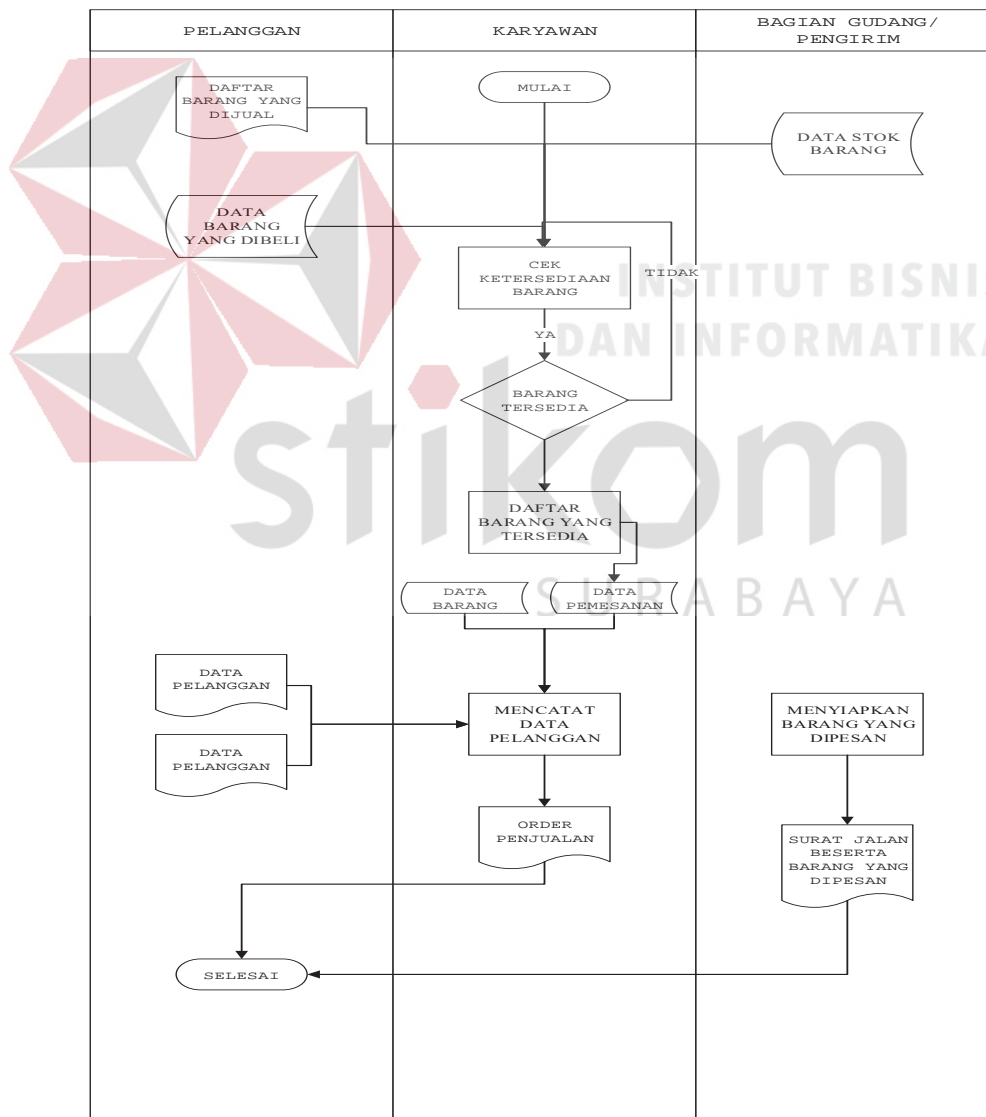 PELANGGAN
KARYAWAN
BAGIAN GUDANG/
PENGIRIM
DAFTAR
BARANG YANG
DIJUAL
MULAI
DATA STOK
BARANG
DATA
BARANG
YANG DIBELI
CEK
KETERSEDIAAN
BARANG
TIDAK
INSTITUT BISNI
DAN INFORMATIKA
YA
BARANG
TERSEDIA
stikom
SURABAYA
DAFTAR
BARANG YANG
TERSEDIA
DATA
BARANG
DATA
PEMESANAN
DATA
PELANGGAN
DATA
PELANGGAN
MENCATAT
DATA
PELANGGAN
MENYIAPKAN
BARANG YANG
DIPESAN
ORDER
PENJUALAN
SURAT JALAN
BESERTA
BARANG YANG
DIPESAN
SELESAI